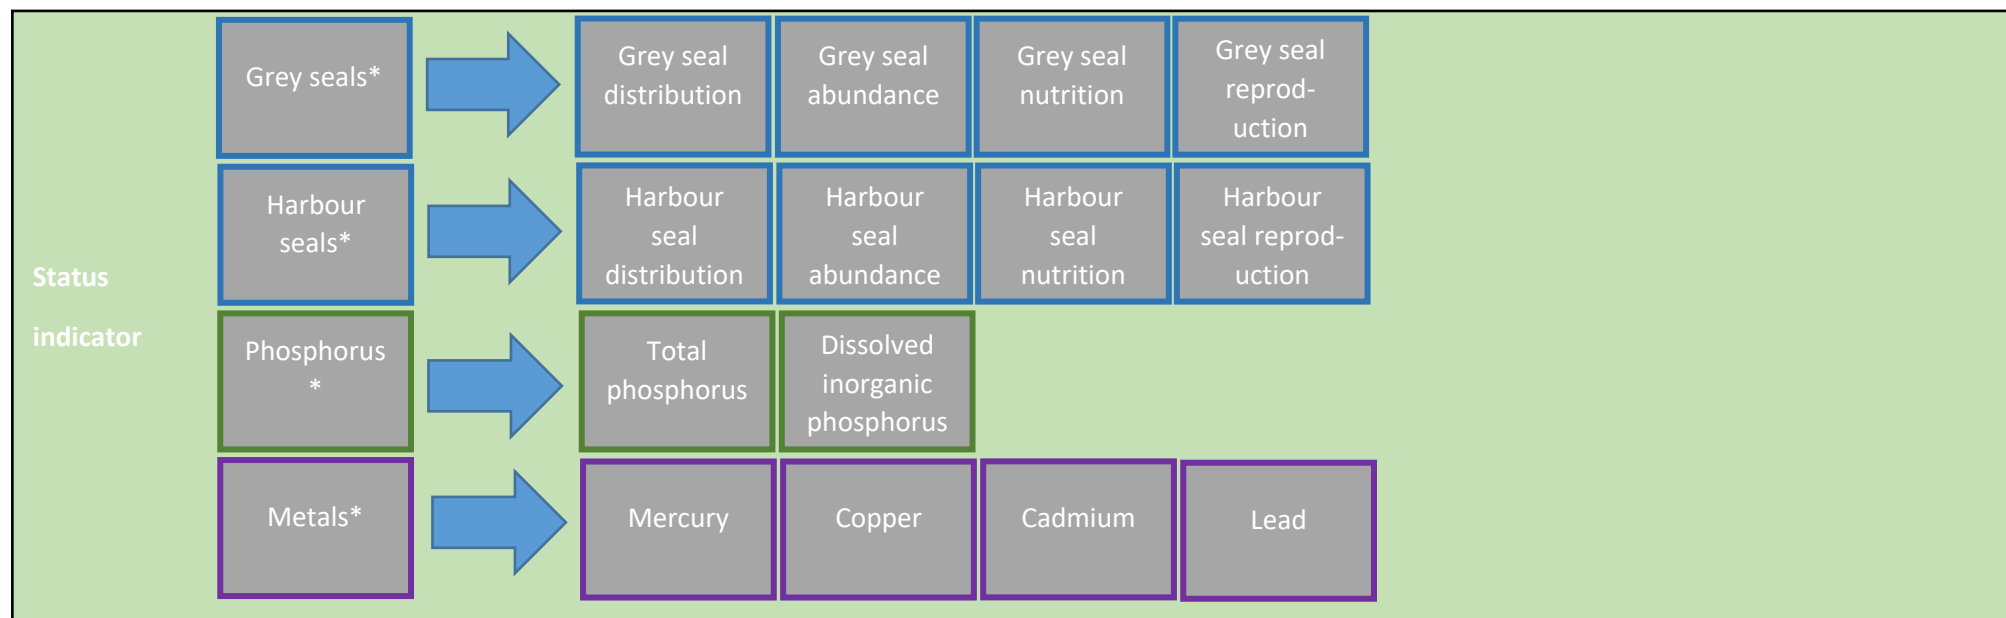 Status
indicator
Grey seals*
Grey seal
distribution
Grey seal
abundance
Grey seal
nutrition
Grey seal
reprod-
uction
Harbour
seals*
Harbour
seal
distribution
Harbour
seal
abundance
Harbour
seal
nutrition
Harbour
seal reprod-
uction
Phosphorus
*
Total
phosphorus
Dissolved
inorganic
phosphorus
Metals*
Mercury
Copper
Cadmium
Lead